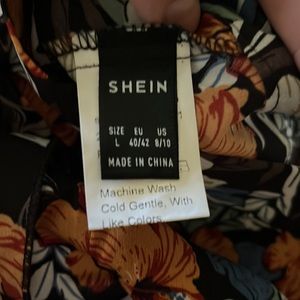 SHEIN
SIZE EU US
L 40/42 8/10
MADE IN CHINA
Machine Wash
Cold Gentle, With
Like Colors